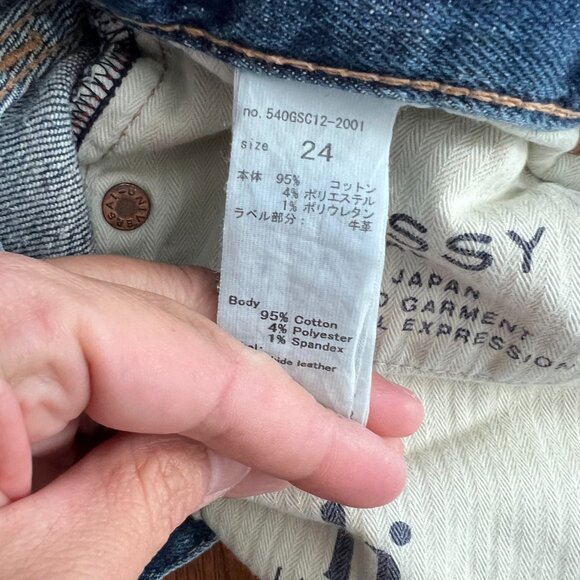 no. 540GSC12-2001
size 24
本体 95% コットン
4% ポリエステル
1% ポリウレタン
ラベル部分: 牛革
Body
95% Cotton
4% Polyester
1% Spandex
leather
SSY
JAPAN
GARMENT
EXPRESSION